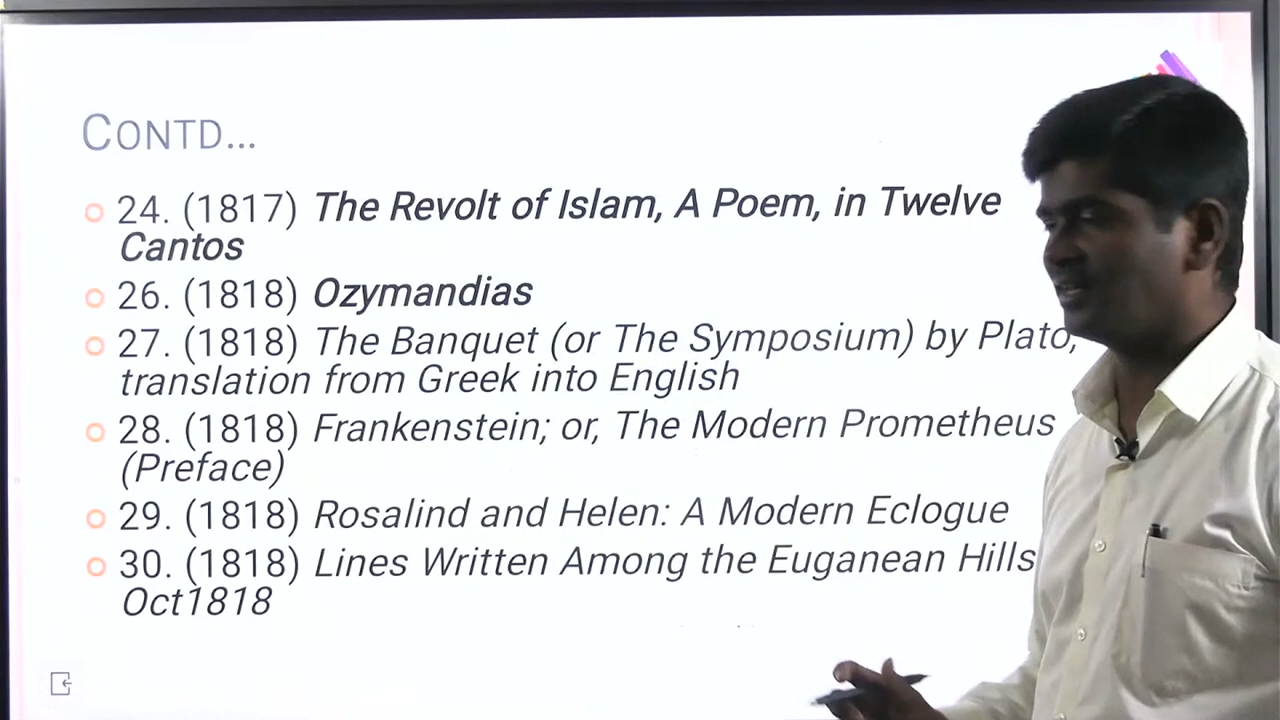 CONTD...
24. (1817) The Revolt of Islam, A Poem, in Twelve
Cantos
26. (1818) Ozymandias
27. (1818) The Banquet (or The Symposium) by Plato,
translation from Greek into English
28. (1818) Frankenstein; or, The Modern Prometheus
(Preface)
29. (1818) Rosalind and Helen: A Modern Eclogue
30. (1818) Lines Written Among the Euganean Hills
Oct1818